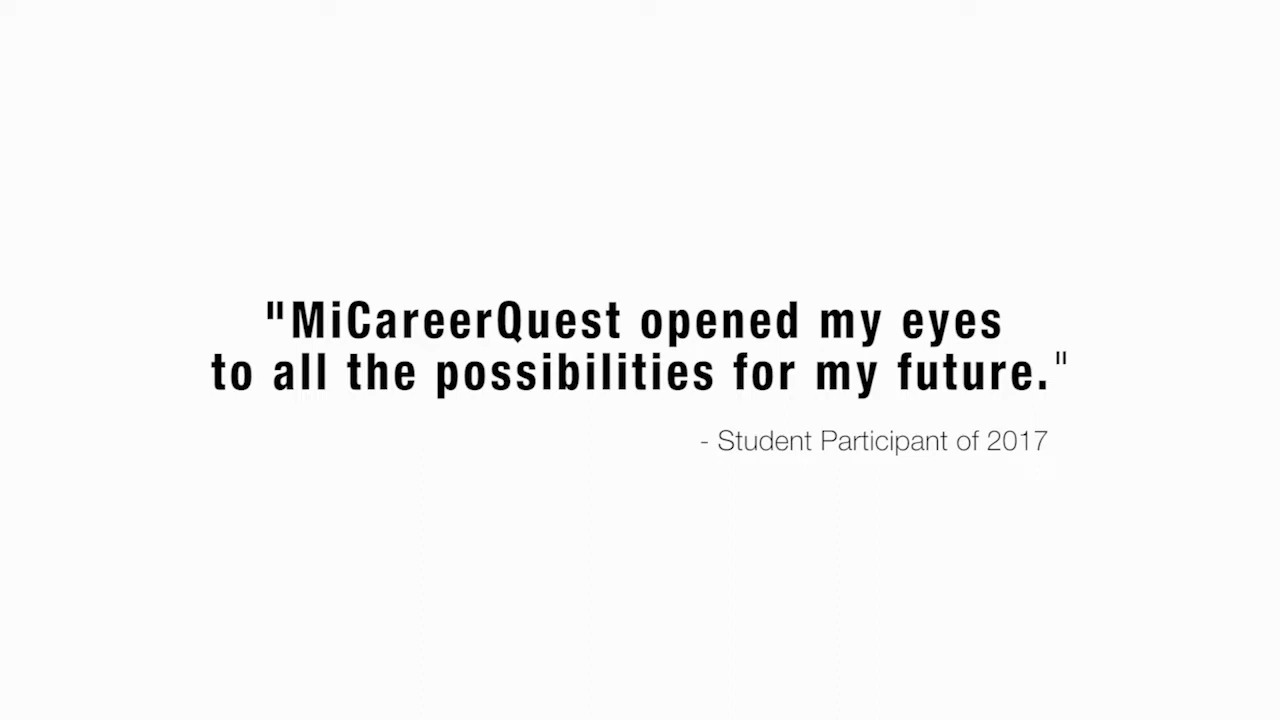 "MiCareerQuest opened my eyes
to all the possibilities for my future."
- Student Participant of 2017